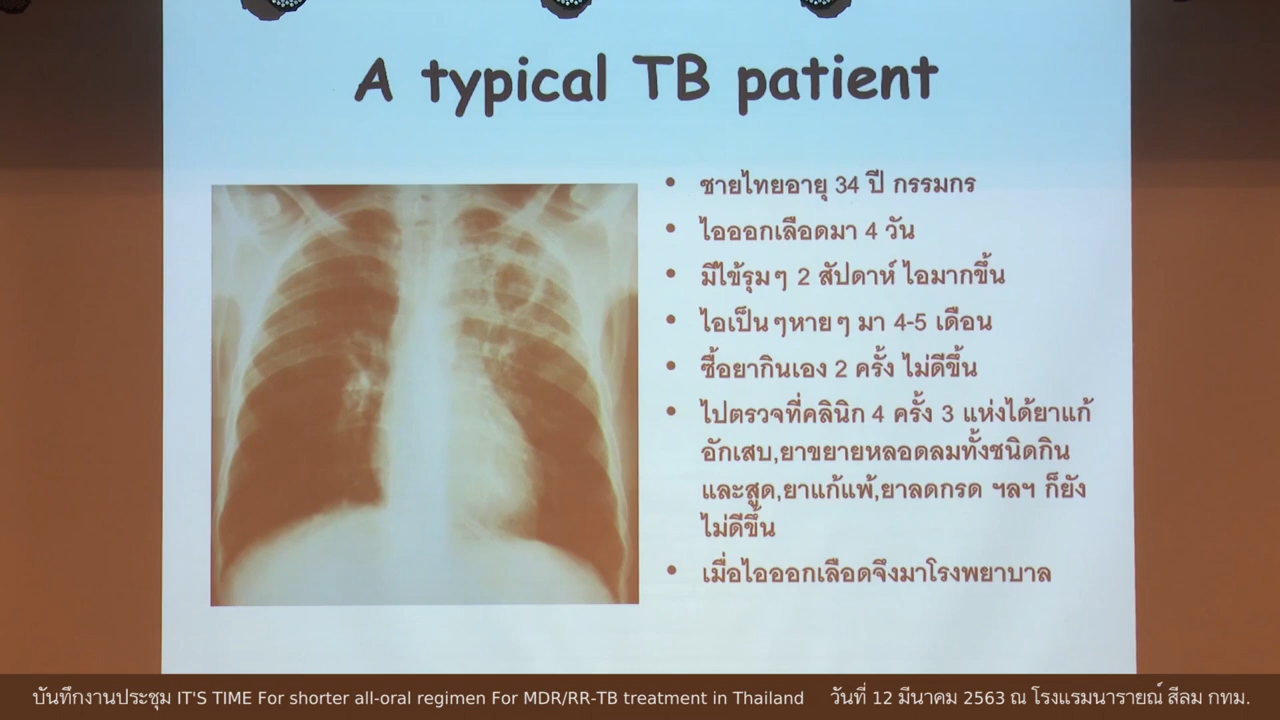 A typical TB patient
• ชายไทยอายุ 34 ปี กรรมกร
• ไอออกเลือดมา 4 วัน
• มีไข้รุมๆ 2 สัปดาห์ ไอมากขึ้น
• ไอเป็นๆหายๆ มา 4-5 เดือน
• ซื้อยากินเอง 2 ครั้ง ไม่ดีขึ้น
• ไปตรวจที่คลินิก 4 ครั้ง 3 แห่งได้ยาแก้
อักเสบ,ยาขยายหลอดลมทั้งชนิดกิน
และสูด,ยาแก้แพ้,ยาลดกรด ฯลฯ ก็ยัง
ไม่ดีขึ้น
• เมื่อไอออกเลือดจึงมาโรงพยาบาล
บันทึกงานประชุม IT'S TIME For shorter all-oral regimen For MDR/RR-TB treatment in Thailand วันที่ 12 มีนาคม 2563 ณ โรงแรมนารายณ์ สีลม กทม.